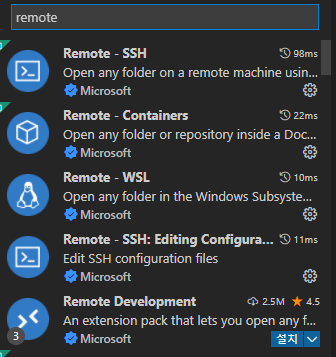 remote
Remote - SSH 98ms
Open any folder on a remote machine usin...
Microsoft
Remote - Containers 22ms
Open any folder or repository inside a Doc...
Microsoft
Remote - WSL 10ms
Open any folder in the Windows Subsyste...
Microsoft
Remote - SSH: Editing Configura... 11ms
Edit SSH configuration files
Microsoft
Remote Development 2.5M 4.5
An extension pack that lets you open any f...
3 Microsoft 설치